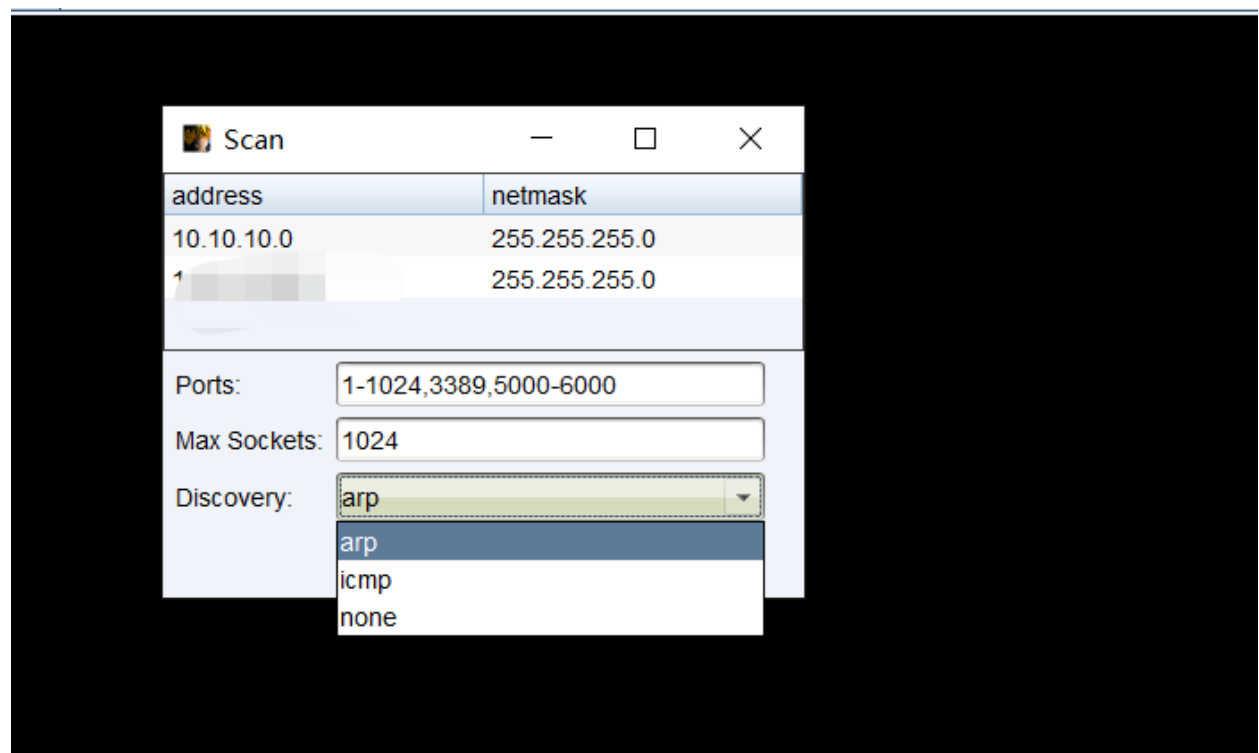 Scan
address netmask
10.10.10.0 255.255.255.0
255.255.255.0
Ports: 1-1024,3389,5000-6000
Max Sockets: 1024
Discovery: arp
arp
icmp
none